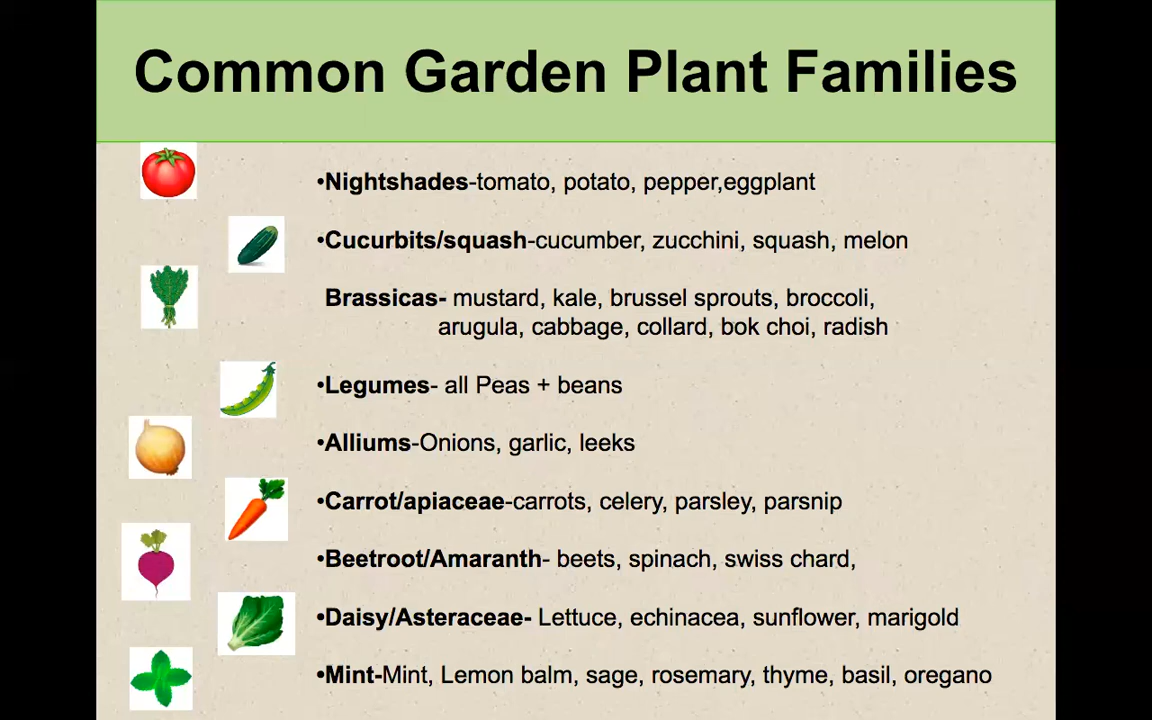 Common Garden Plant Families
•Nightshades-tomato, potato, pepper,eggplant
•Cucurbits/squash-cucumber, zucchini, squash, melon
Brassicas- mustard, kale, brussel sprouts, broccoli,
arugula, cabbage, collard, bok choi, radish
•Legumes- all Peas + beans
•Alliums-Onions, garlic, leeks
•Carrot/apiaceae-carrots, celery, parsley, parsnip
•Beetroot/Amaranth- beets, spinach, swiss chard,
•Daisy/Asteraceae- Lettuce, echinacea, sunflower, marigold
•Mint-Mint, Lemon balm, sage, rosemary, thyme, basil, oregano